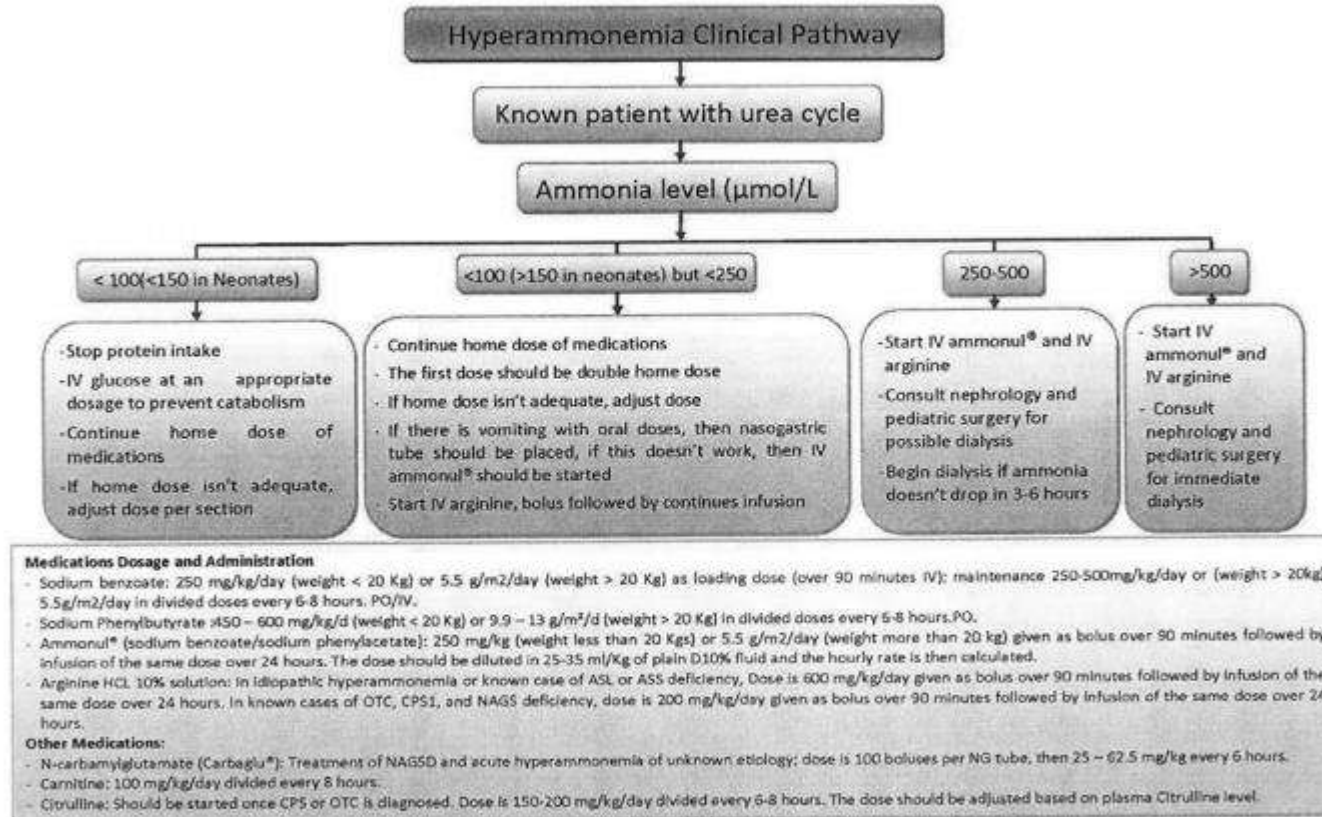 Hyperammonemia Clinical Pathway
Known patient with urea cycle
Ammonia level (µmol/L
< 100(<150 in Neonates)
-Stop protein intake
-IV glucose at an appropriate
dosage to prevent catabolism
-Continue home dose of
medications
-If home dose isn't adequate,
adjust dose per section
<100 (>150 in neonates) but <250
- Continue home dose of medications
- The first dose should be double home dose
- If home dose isn't adequate, adjust dose
- If there is vomiting with oral doses, then nasogastric
tube should be placed, if this doesn't work, then IV
ammonul® should be started
- Start IV arginine, bolus followed by continues infusion
250-500
-Start IV ammonul® and IV
arginine
-Consult nephrology and
pediatric surgery for
possible dialysis
-Begin dialysis if ammonia
doesn't drop in 3-6 hours
>500
- Start IV
ammonul® and
IV arginine
- Consult
nephrology and
pediatric surgery
for immediate
dialysis
Medications Dosage and Administration
- Sodium benzoate: 250 mg/kg/day (weight < 20 Kg) or 5.5 g/m2/day (weight > 20 Kg) as loading dose (over 90 minutes IV): maintenance 250-500mg/kg/day or (weight > 20kg)
5.5g/m2/day in divided doses every 6-8 hours. PO/IV.
- Sodium Phenylbutyrate :450 – 600 mg/kg/d (weight < 20 Kg) or 9.9 – 13 g/m²/d (weight > 20 Kg) in divided doses every 6-8 hours.PO.
- Ammonul® (sodium benzoate/sodium phenylacetate): 250 mg/kg (weight less than 20 Kgs) or 5.5 g/m2/day (weight more than 20 kg) given as bolus over 90 minutes followed by
infusion of the same dose over 24 hours. The dose should be diluted in 25-35 ml/Kg of plain D10% fluid and the hourly rate is then calculated.
- Arginine HCL 10% solution: In idiopathic hyperammonemia or known case of ASL or ASS deficiency, Dose is 600 mg/kg/day given as bolus over 90 minutes followed by infusion of the
same dose over 24 hours. In known cases of OTC, CPS1, and NAGS deficiency, dose is 200 mg/kg/day given as bolus over 90 minutes followed by infusion of the same dose over 24
hours.
Other Medications:
- N-carbamylglutamate (Carbaglu®): Treatment of NAGSD and acute hyperammonemia of unknown etiology; dose is 100 boluses per NG tube, then 25 – 62.5 mg/kg every 6 hours.
- Carnitine: 100 mg/kg/day divided every 8 hours.
- Citrulline: Should be started once CPS or OTC is diagnosed. Dose is 150-200 mg/kg/day divided every 6-8 hours. The dose should be adjusted based on plasma Citrulline level.